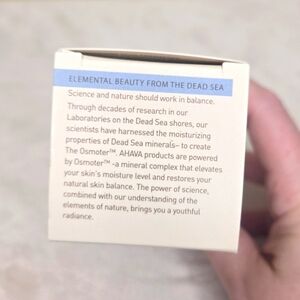 ELEMENTAL BEAUTY FROM THE DEAD SEA
Science and nature should work in balance.
Through decades of research in our
Laboratories on the Dead Sea shores, our
scientists have harnessed the moisturizing
properties of Dead Sea minerals– to create
The Osmoter™. AHAVA products are powered
by Osmoter™ -a mineral complex that elevates
your skin's moisture level and restores your
natural skin balance. The power of science,
combined with our understanding of the
elements of nature, brings you a youthful
radiance.